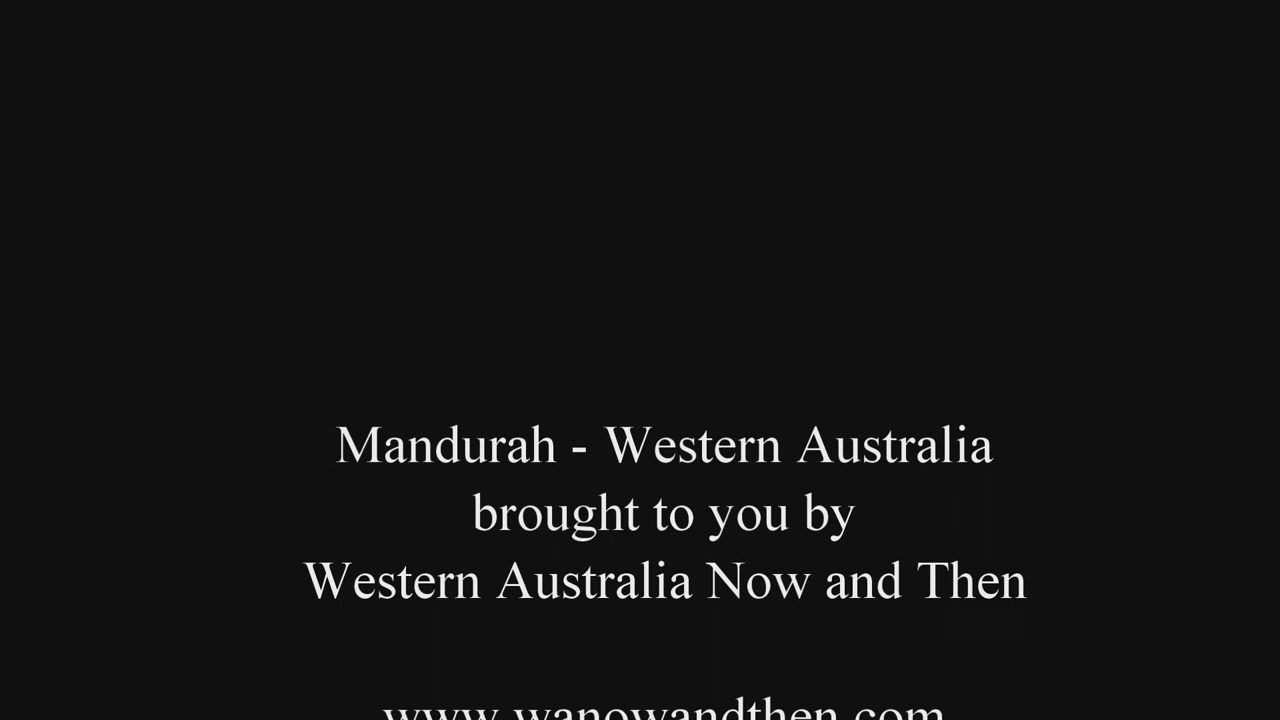 Mandurah - Western Australia
brought to you by
Western Australia Now and Then
www.wanowandthen.com